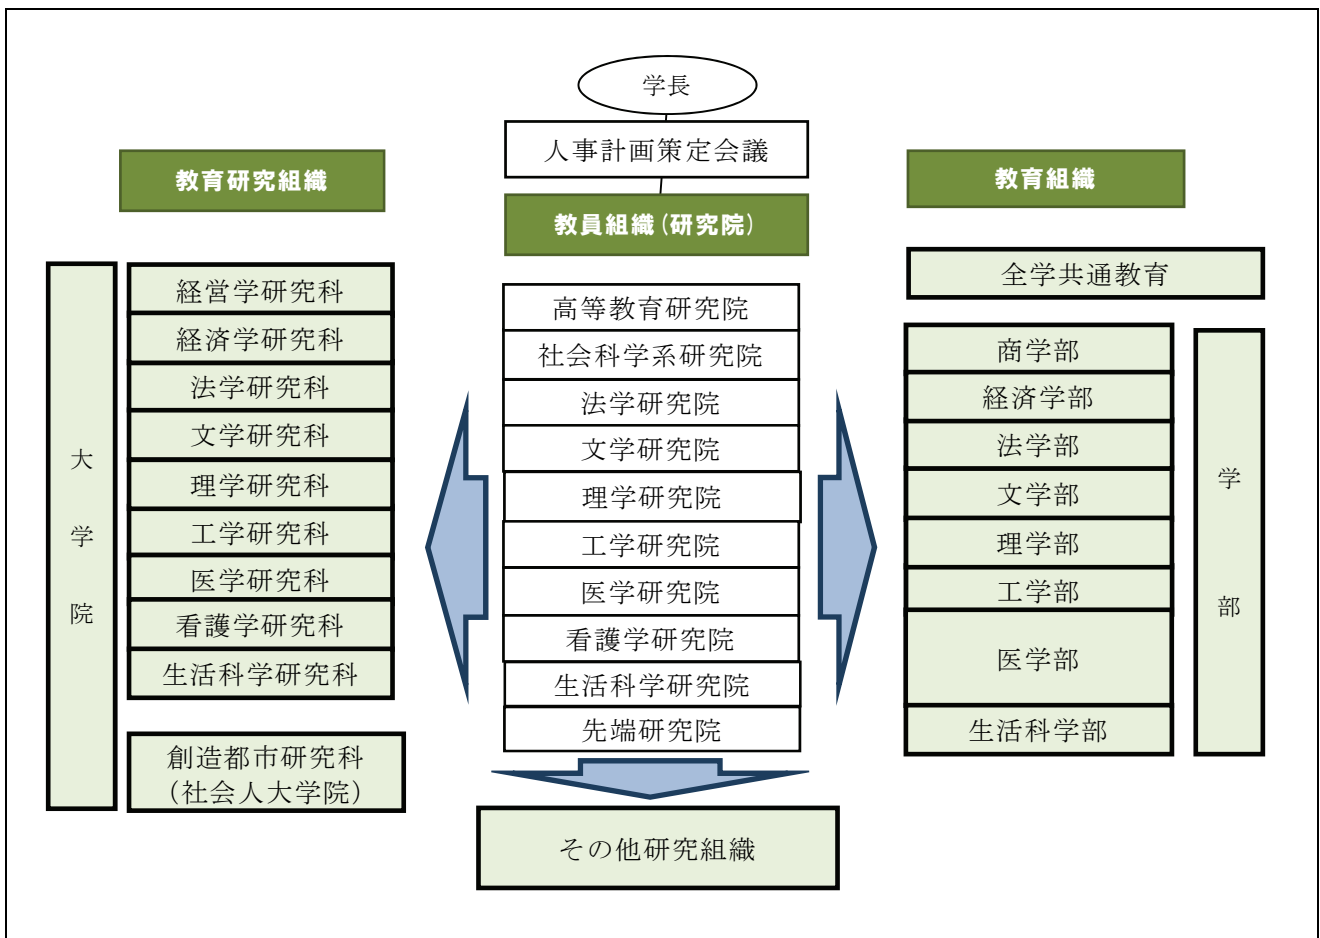 学長
人事計画策定会議
教育研究組織
教員組織（研究院）
教育組織
大学院
経営学研究科
経済学研究科
法学研究科
文学研究科
理学研究科
工学研究科
医学研究科
看護学研究科
生活科学研究科
創造都市研究科
（社会人大学院）
高等教育研究院
社会科学系研究院
法学研究院
文学研究院
理学研究院
工学研究院
医学研究院
看護学研究院
生活科学研究院
先端研究院
その他研究組織
全学共通教育
商学部
経済学部
法学部
文学部
理学部
工学部
医学部
生活科学部
学部